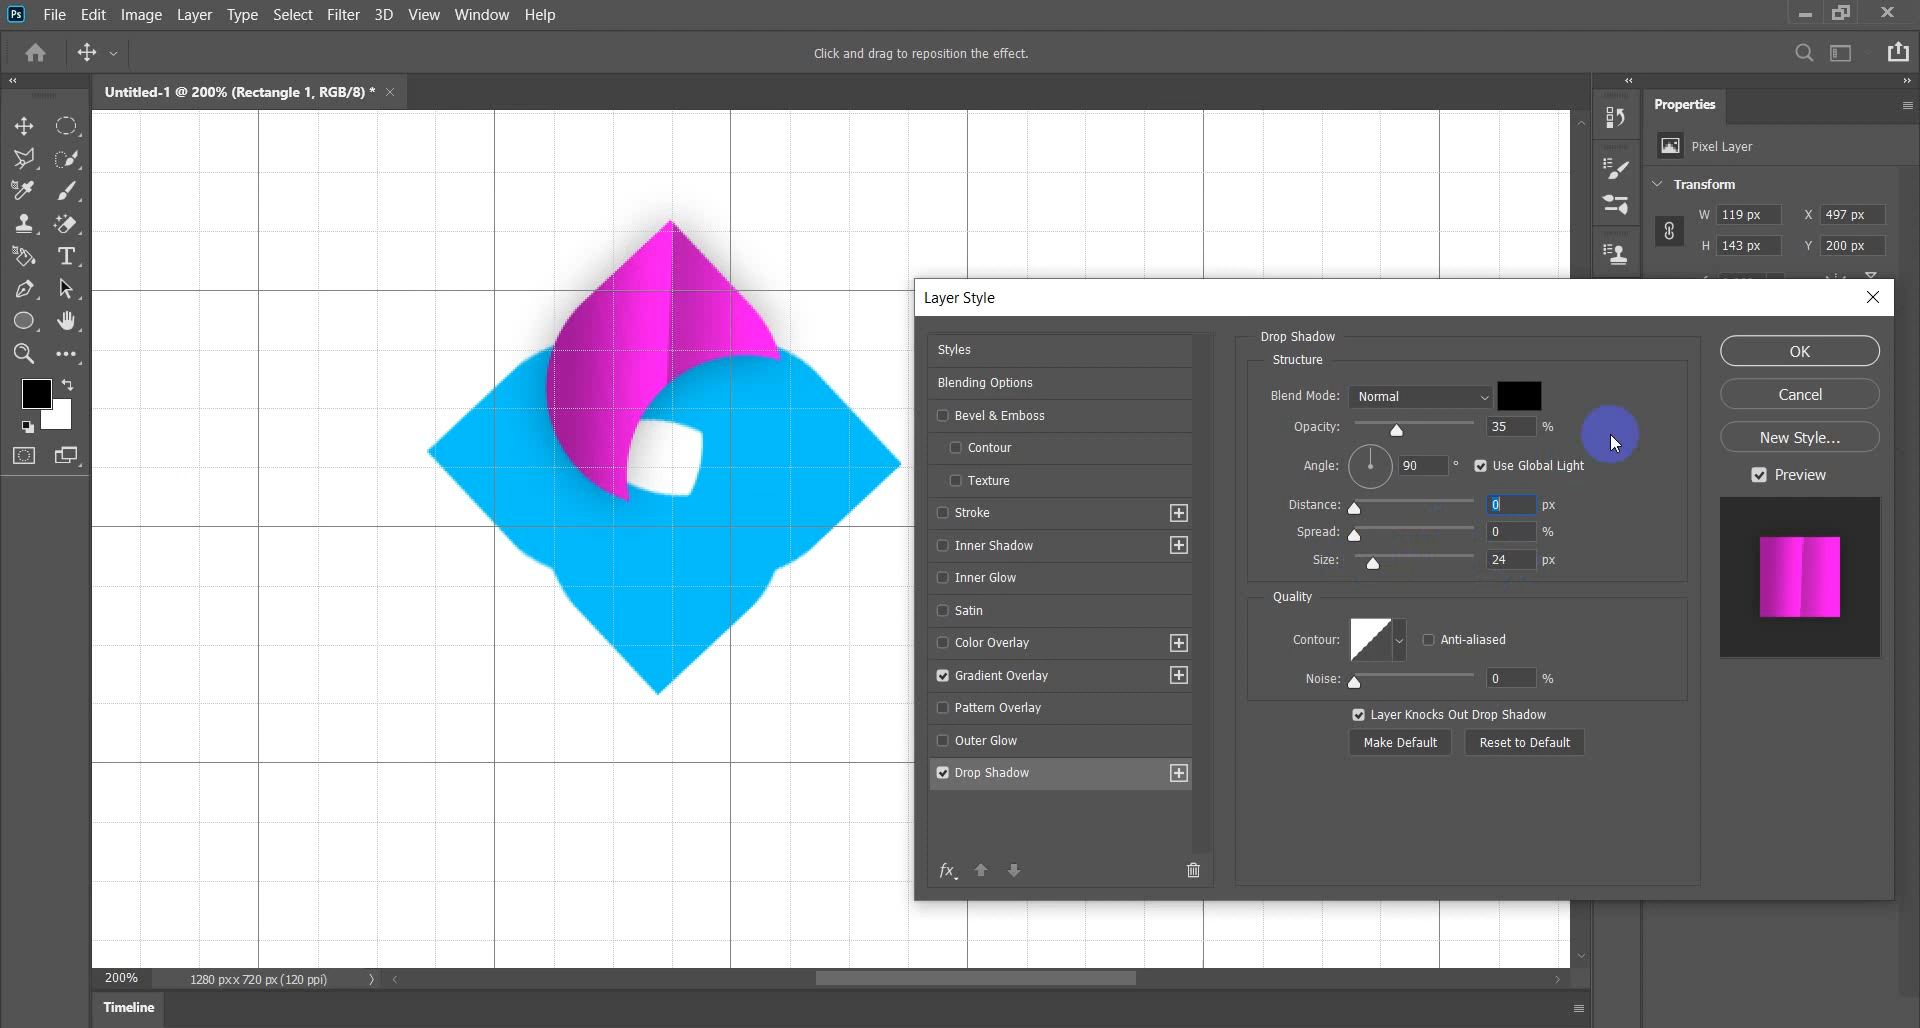 Ps File Edit Image Layer Type Select Filter 3D View Window Help
Click and drag to reposition the effect.
Untitled-1 @ 200% (Rectangle 1, RGB/8) *
Properties
Pixel Layer
Transform
W 119 px X 497 px
H 143 px Y 200 px
Layer Style
Styles
Blending Options
Bevel & Emboss
Contour
Texture
Stroke
Inner Shadow
Inner Glow
Satin
Color Overlay
Gradient Overlay
Pattern Overlay
Outer Glow
Drop Shadow
fx
Drop Shadow
Structure
Blend Mode: Normal
Opacity: 35 %
Angle: 90 ° Use Global Light
Distance: 0 px
Spread: 0 %
Size: 24 px
Quality
Contour: Anti-aliased
Noise: 0 %
Layer Knocks Out Drop Shadow
Make Default Reset to Default
OK
Cancel
New Style...
Preview
T
200% 1280 px x 720 px (120 ppi)
Timeline